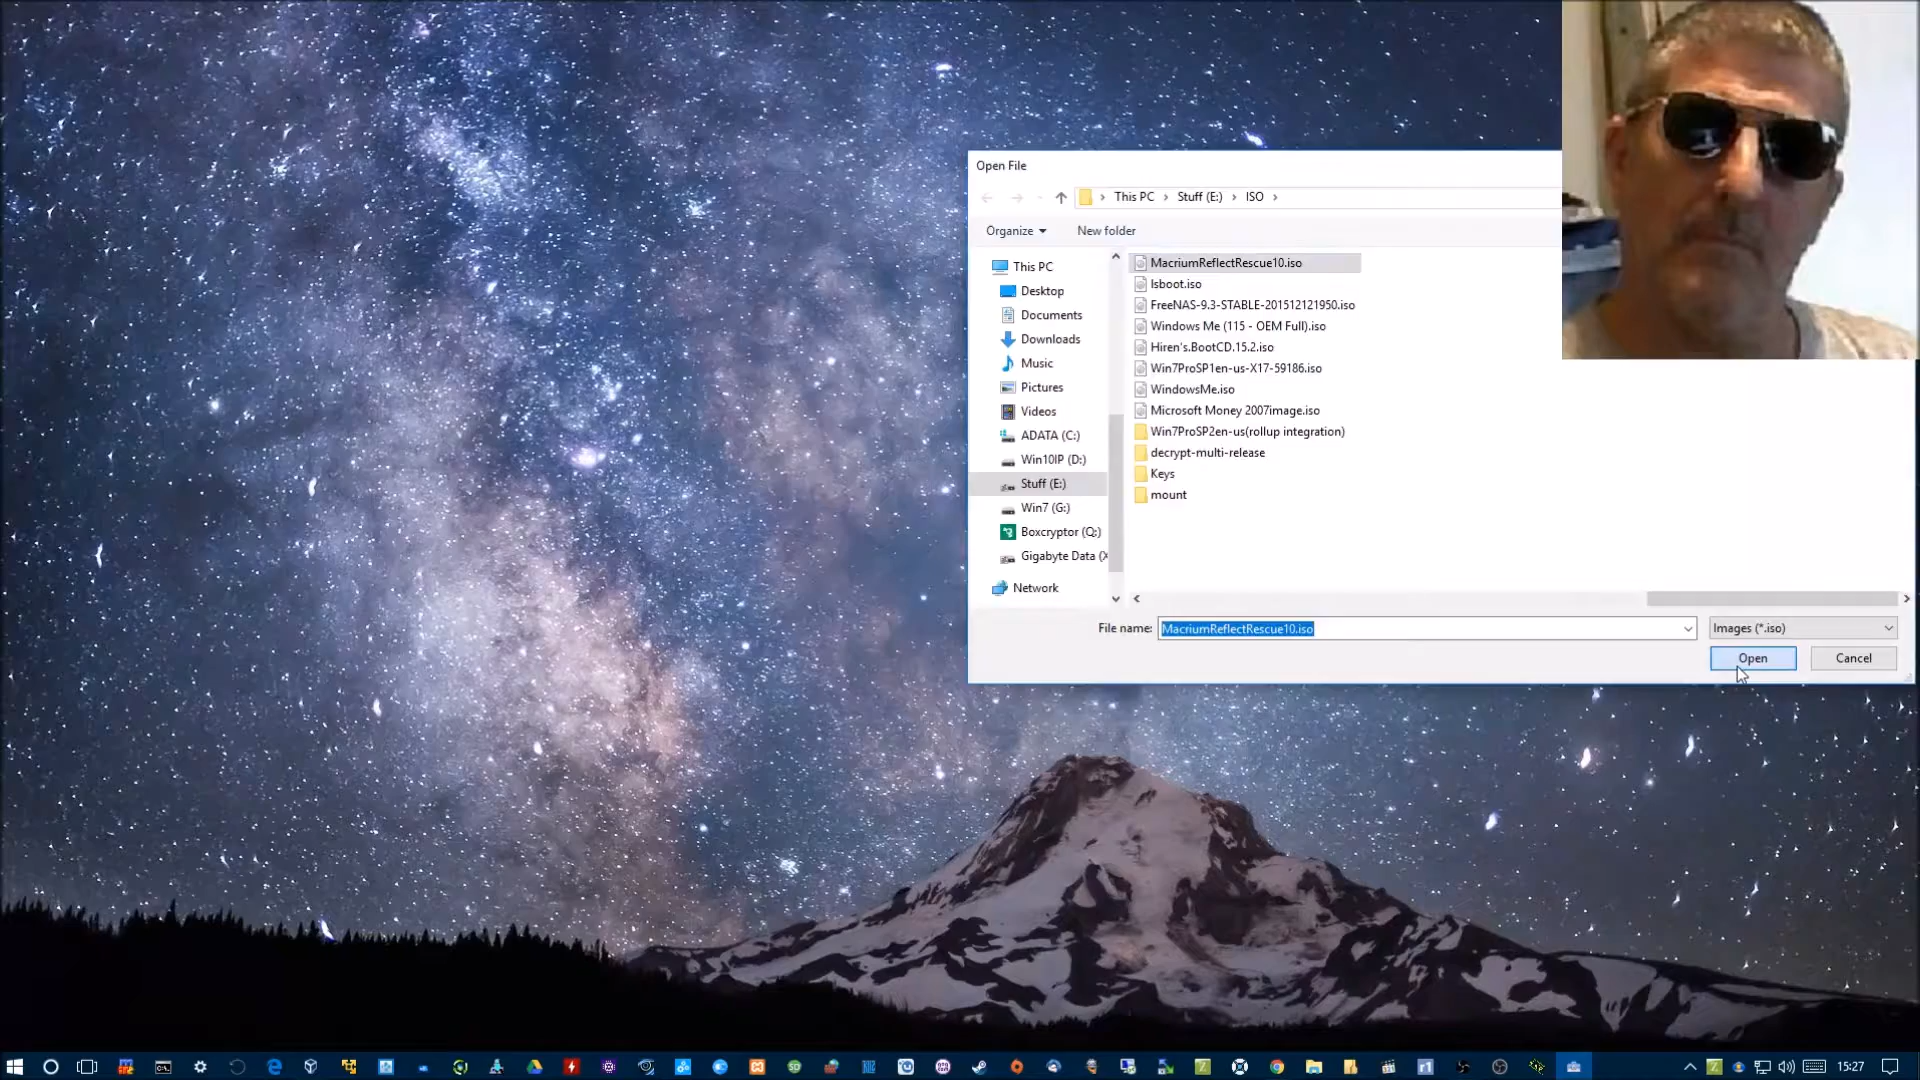 Open File
This PC
Stuff (E:)
ISO
Organize
New folder
This PC
Desktop
Documents
Downloads
Music
Pictures
Videos
ADATA (C:)
Win10IP (D:)
Stuff (E:)
Win7 (G:)
Boxcryptor (Q:)
Gigabyte Data (X
Network
MacriumReflectRescue10.iso
lsboot.iso
FreeNAS-9.3-STABLE-201512121950.iso
Windows Me (115 - OEM Full).iso
Hiren's.BootCD.15.2.iso
Win7ProSP1en-us-X17-59186.iso
WindowsMe.iso
Microsoft Money 2007image.iso
Win7ProSP2en-us(rollup integration)
decrypt-multi-release
Keys
mount
File name:
MacriumReflectRescue10.iso
Images (*.iso)
Open
Cancel
15:27